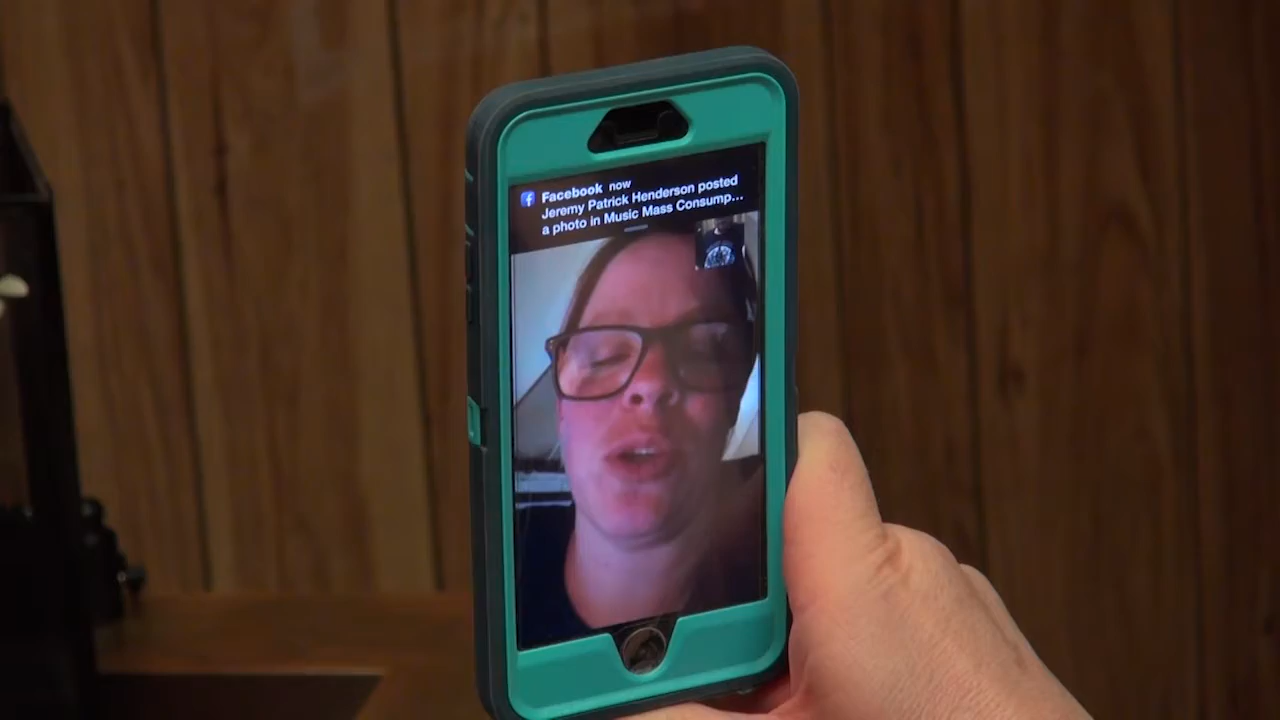 Facebook now
Jeremy Patrick Henderson posted
a photo in Music Mass Consump...